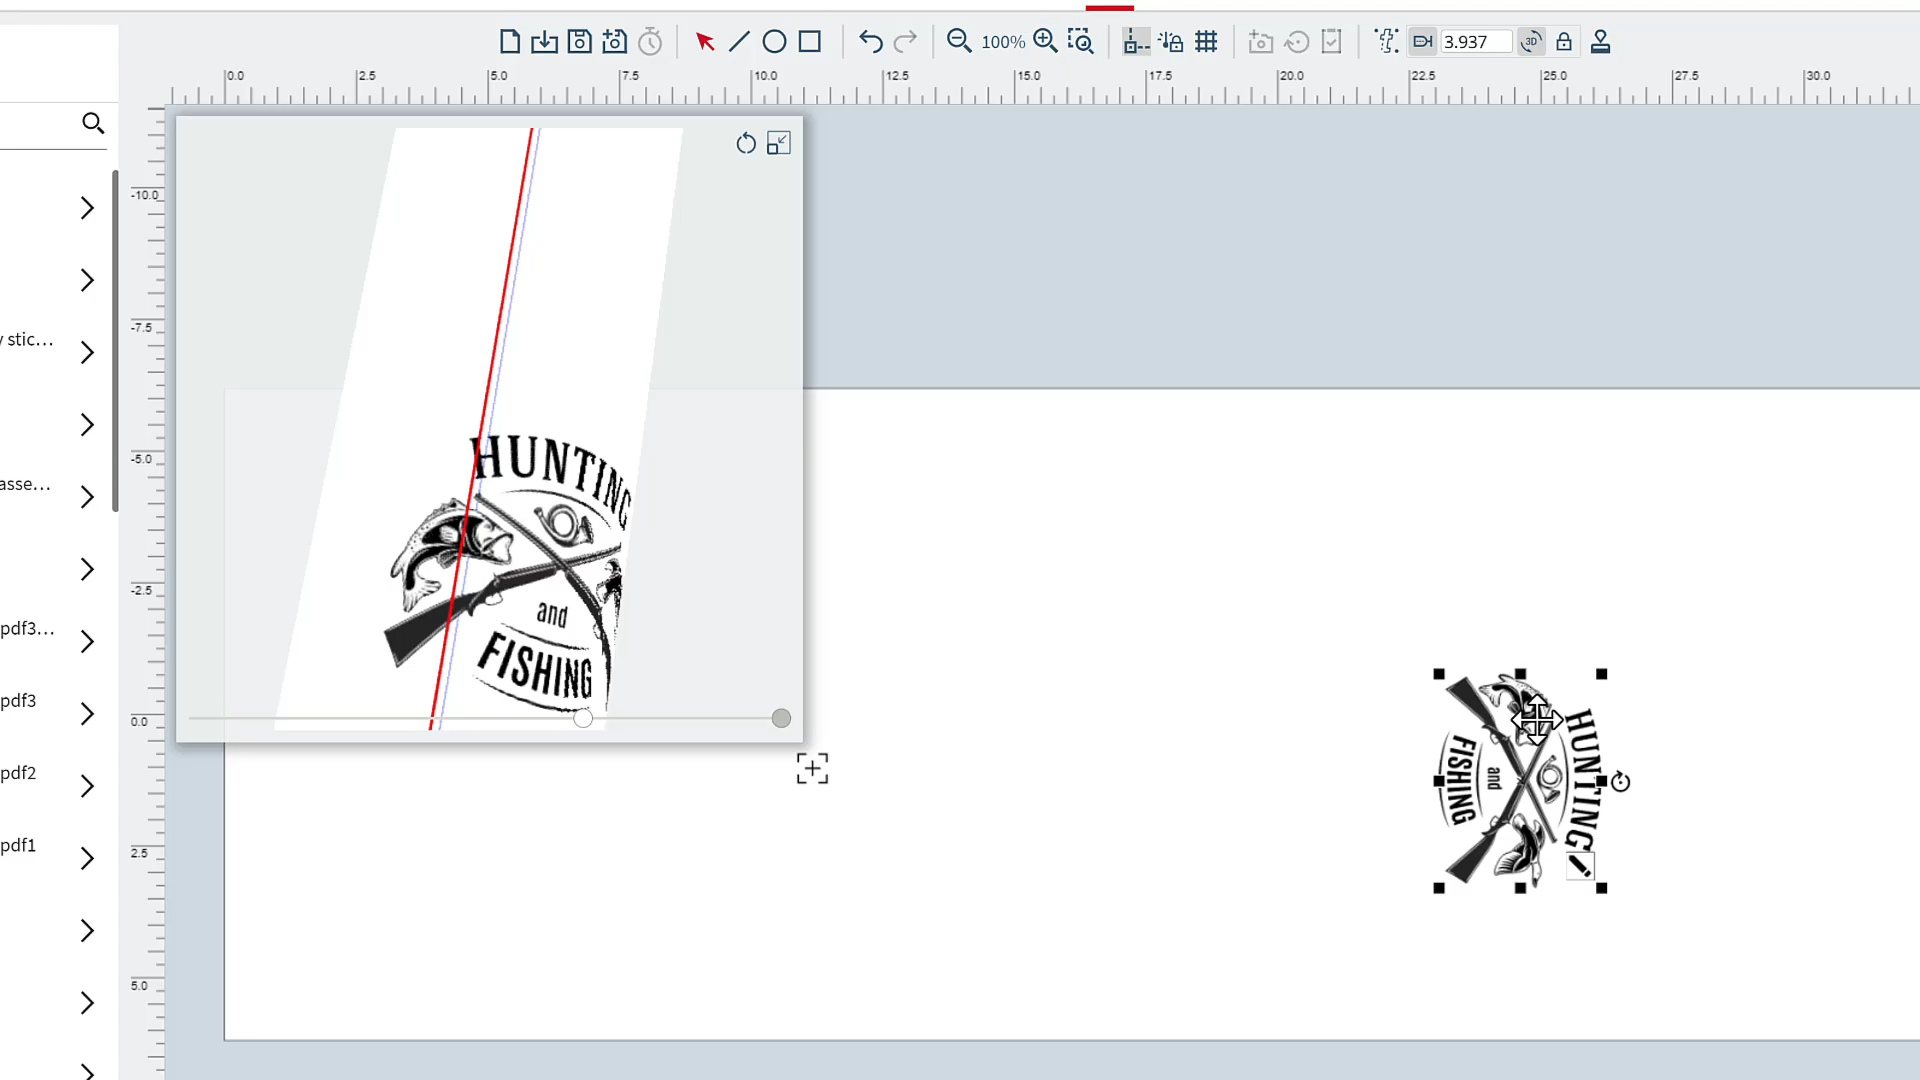 100%
3.937
3D
0.0 2.5 5.0 7.5 10.0 12.5 15.0 17.5 20.0 22.5 25.0 27.5 30.0
-10.0
-7.5
-5.0
-2.5
0.0
2.5
5.0
stic...
asse...
pdf3...
pdf3
pdf2
pdf1
HUNTING
and
FISHING
HUNTING
and
FISHING